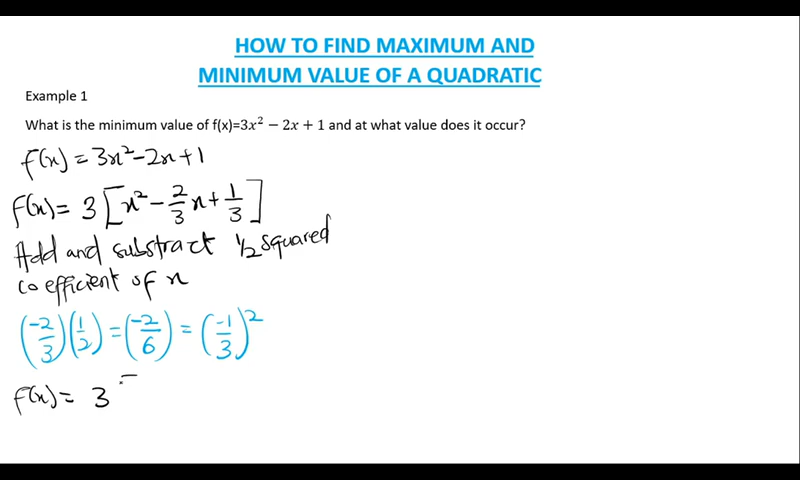 HOW TO FIND MAXIMUM AND
MINIMUM VALUE OF A QUADRATIC
Example 1
What is the minimum value of f(x)=3x² − 2x + 1 and at what value does it occur?
f(x) = 3x² − 2x + 1
f(x) = 3 [x² − 2/3 x + 1/3]
Add and substract 1/2 squared
coefficient of x
(-2/3)(1/2) = (-2/6) = (-1/3)²
f(x) = 3